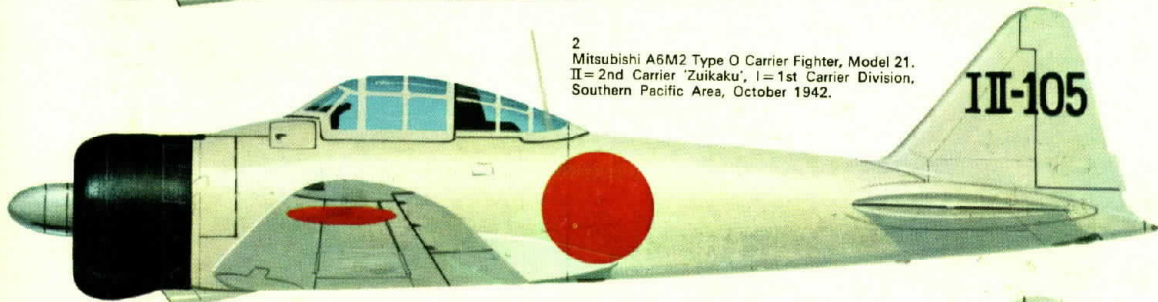 2
Mitsubishi A6M2 Type O Carrier Fighter, Model 21.
II = 2nd Carrier 'Zuikaku', I = 1st Carrier Division,
Southern Pacific Area, October 1942.
III-105